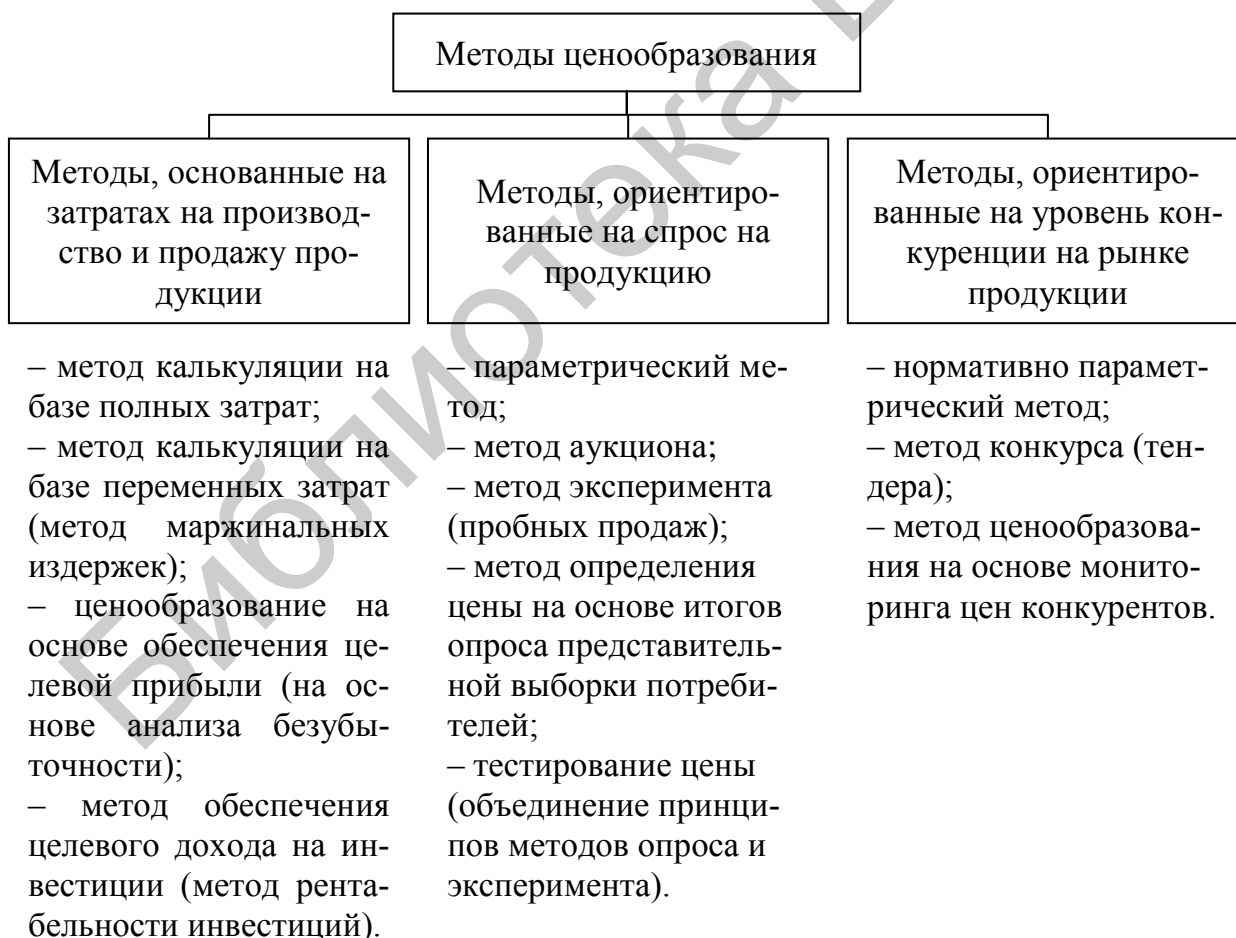 Методы ценообразования
Методы, основанные на
затратах на производ-
ство и продажу про-
дукции
Методы, ориентиро-
ванные на спрос на
продукцию
Методы, ориентиро-
ванные на уровень кон-
куренции на рынке
продукции
– метод калькуляции на
базе полных затрат;
– метод калькуляции на
базе переменных затрат
(метод маржинальных
издержек);
– ценообразование на
основе обеспечения це-
левой прибыли (на ос-
нове анализа безубы-
точности);
– метод обеспечения
целевого дохода на ин-
вестиции (метод рента-
бельности инвестиций).
– параметрический ме-
тод;
– метод аукциона;
– метод эксперимента
(пробных продаж);
– метод определения
цены на основе итогов
опроса представитель-
ной выборки потреби-
телей;
– тестирование цены
(объединение принци-
пов методов опроса и
эксперимента).
– нормативно парамет-
рический метод;
– метод конкурса (тен-
дера);
– метод ценообразова-
ния на основе монито-
ринга цен конкурентов.
Библиотека